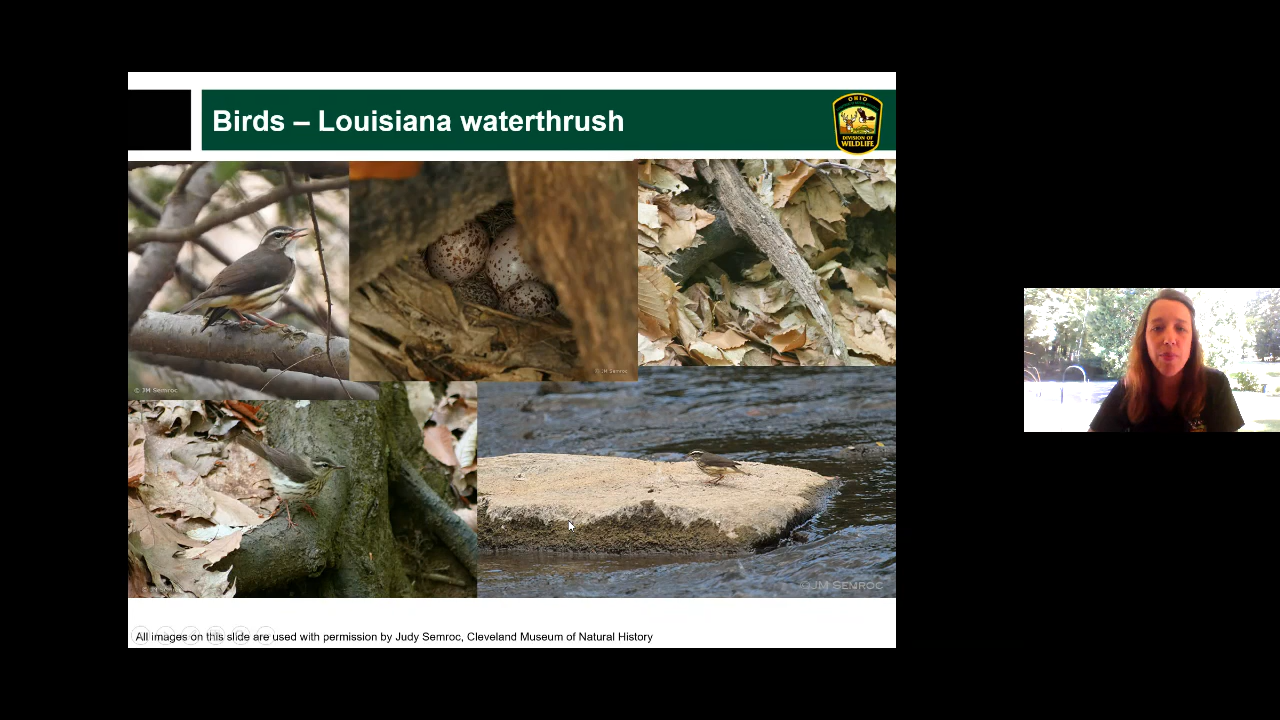 Birds – Louisiana waterthrush
OHIO
DIVISION OF
WILDLIFE
© JM Semroc
© JM Semroc
©JM Semroc
All images on this slide are used with permission by Judy Semroc, Cleveland Museum of Natural History